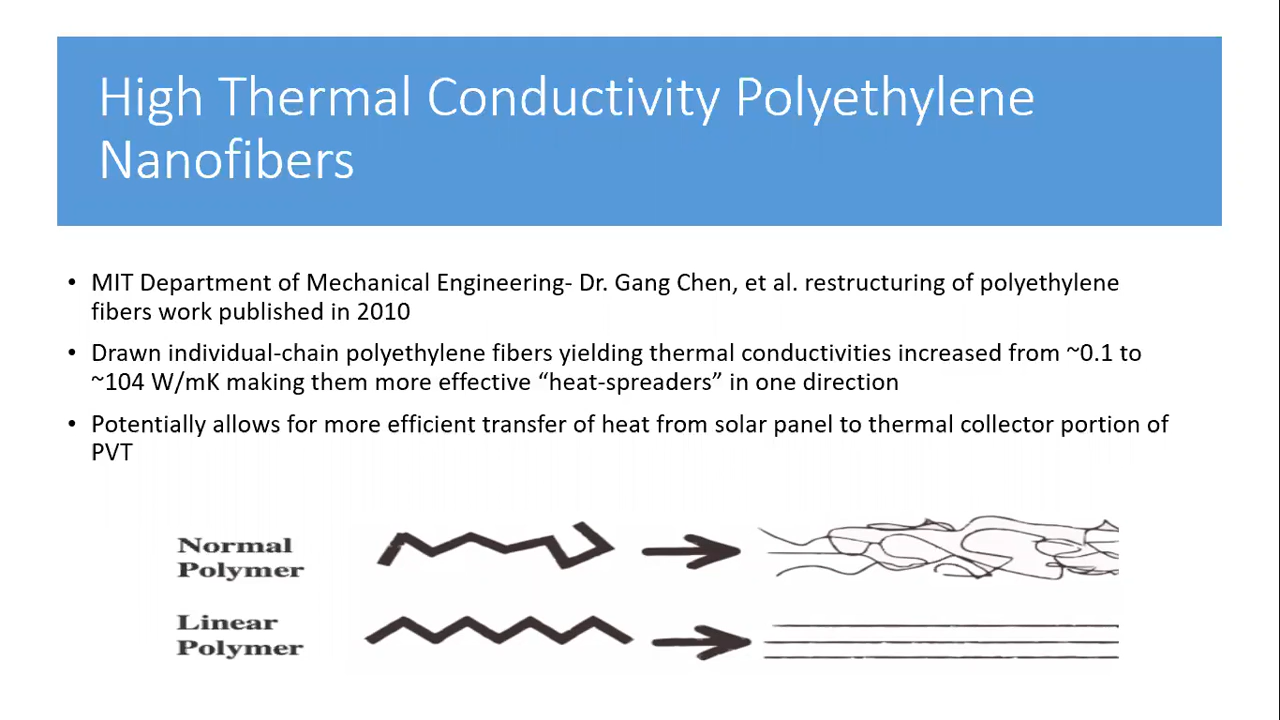 High Thermal Conductivity Polyethylene
Nanofibers
• MIT Department of Mechanical Engineering- Dr. Gang Chen, et al. restructuring of polyethylene
fibers work published in 2010
• Drawn individual-chain polyethylene fibers yielding thermal conductivities increased from ~0.1 to
~104 W/mK making them more effective “heat-spreaders” in one direction
• Potentially allows for more efficient transfer of heat from solar panel to thermal collector portion of
PVT
Normal
Polymer
Linear
Polymer